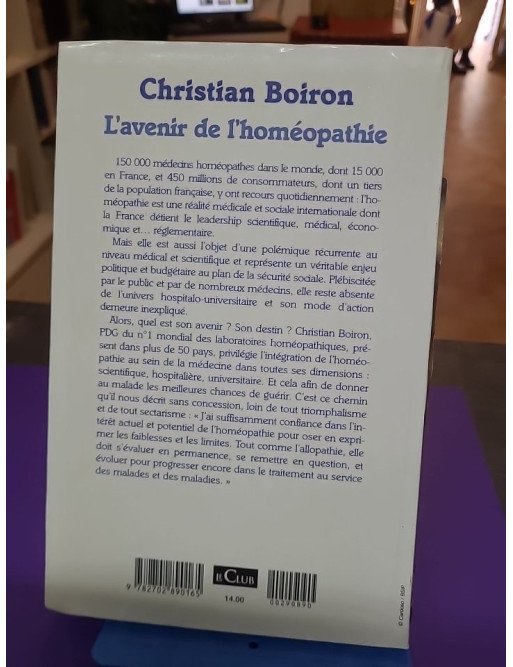 Christian Boiron
L'avenir de l'homéopathie
150 000 médecins homéopathes dans le monde, dont 15 000
en France, et 450 millions de consommateurs, dont un tiers
de la population française, y ont recours quotidiennement : l'ho-
méopathie est une réalité médicale et sociale internationale dont
la France détient le leadership scientifique, médical, écono-
mique et... réglementaire.
Mais elle est aussi l'objet d'une polémique récurrente au
niveau médical et scientifique et représente un véritable enjeu
politique et budgétaire au plan de la sécurité sociale. Plébiscitée
par le public et par de nombreux médecins, elle reste absente
de l'univers hospitalo-universitaire et son mode d'action
demeure inexpliqué.
Alors, quel est son avenir ? Son destin ? Christian Boiron,
PDG du n°1 mondial des laboratoires homéopathiques, pré-
sent dans plus de 50 pays, privilégie l'intégration de l'homéo-
pathie au sein de la médecine dans toutes ses dimensions :
scientifique, hospitalière, universitaire. Et cela afin de donner
au malade les meilleures chances de guérir. C'est ce chemin
qu'il nous décrit sans concession, loin de tout triomphalisme
et de tout sectarisme : « J'ai suffisamment confiance dans l'in-
térêt actuel et potentiel de l'homéopathie pour oser en expri-
mer les faiblesses et les limites. Tout comme l'allopathie, elle
doit s'évaluer en permanence, se remettre en question, et
évoluer pour progresser encore dans le traitement au service
des malades et des maladies. »
9 782702 890165
LE CLUB
14.00
00290890